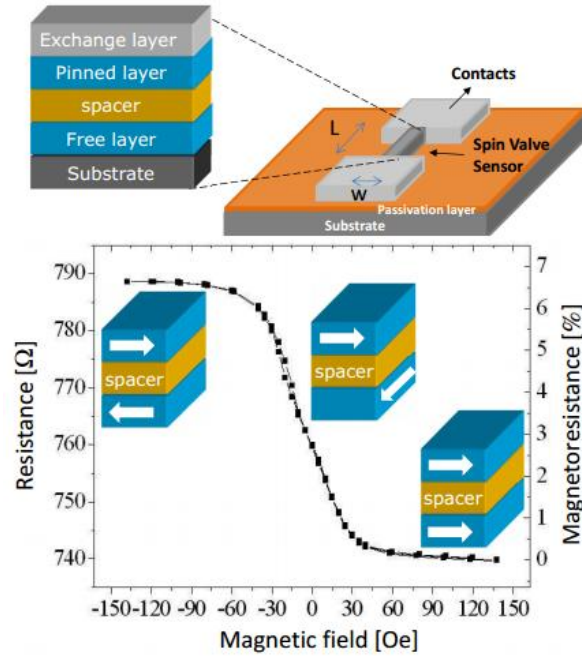 Exchange layer
Pinned layer
spacer
Free layer
Substrate
Contacts
L
W
Spin Valve
Sensor
Passivation layer
Substrate
Resistance [Ω]
790
780
770
760
750
740
spacer
spacer
spacer
7
6
5
4
3
2
1
0
Magnetoresistance [%]
-150 -120 -90 -60 -30 0 30 60 90 120 150
Magnetic field [Oe]